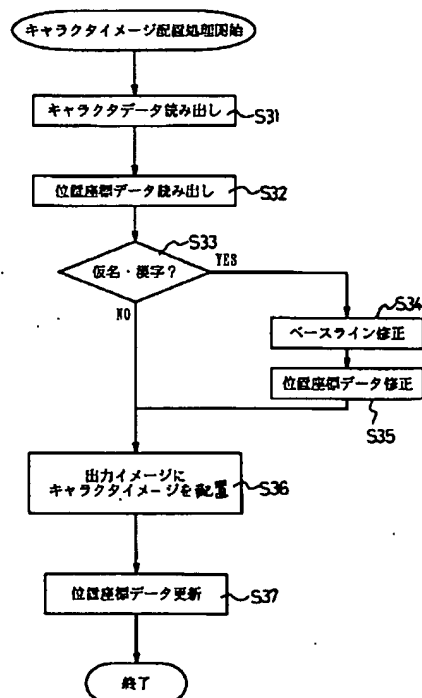 キャラクタイメージ配置処理開始
キャラクタデータ読み出し
S31
位置座標データ読み出し
S32
S33
仮名・漢字?
YES
NO
S34
ベースライン修正
位置座標データ修正
S35
出力イメージに
キャラクタイメージを配置
S36
位置座標データ更新
S37
終了